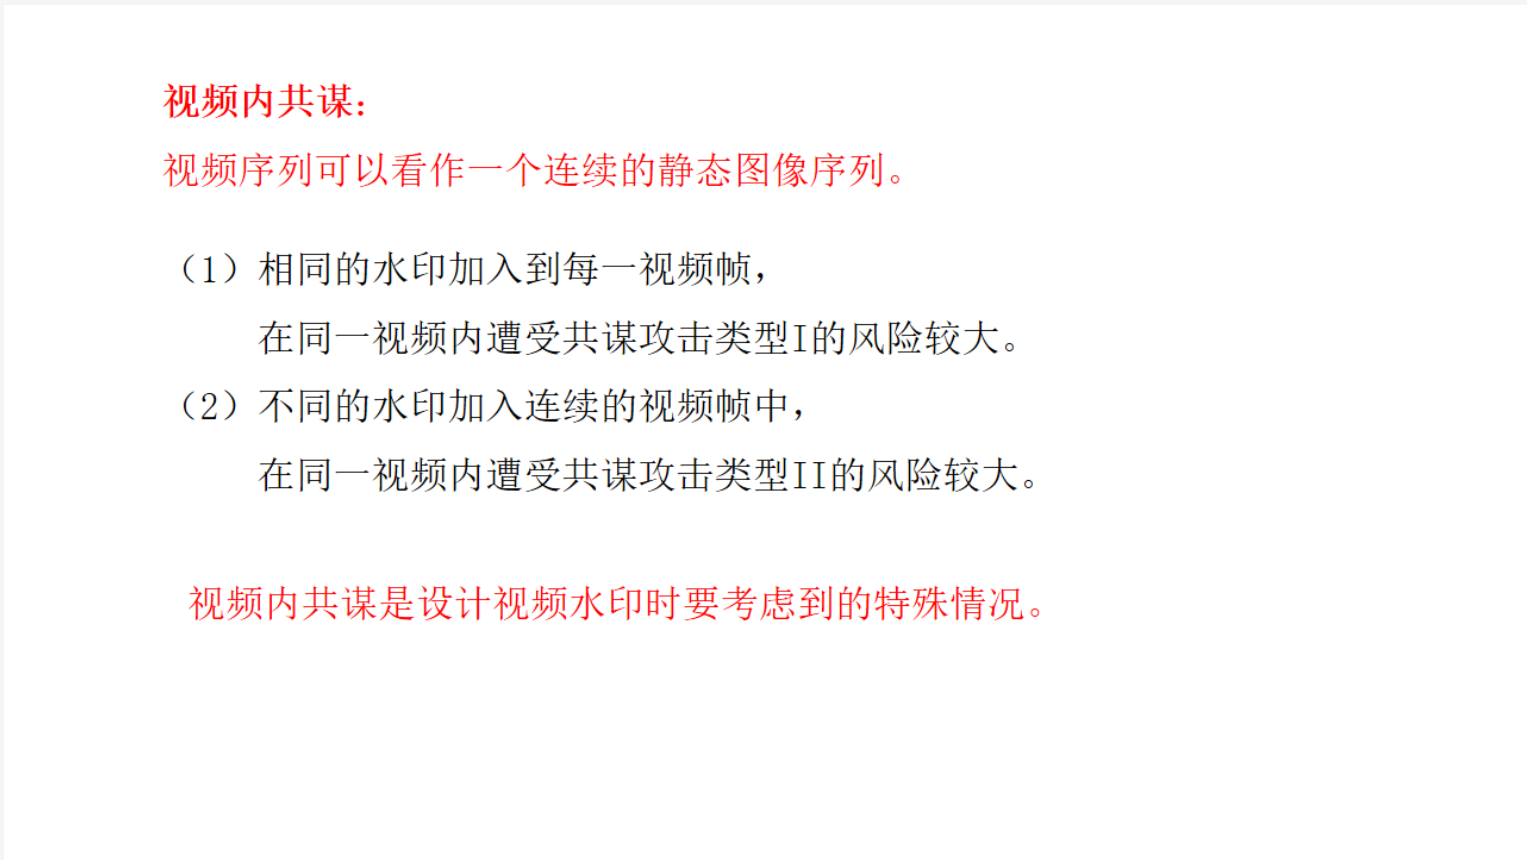 视频内共谋：
视频序列可以看作一个连续的静态图像序列。
（1）相同的水印加入到每一视频帧，
在同一视频内遭受共谋攻击类型I的风险较大。
（2）不同的水印加入连续的视频帧中，
在同一视频内遭受共谋攻击类型II的风险较大。
视频内共谋是设计视频水印时要考虑到的特殊情况。